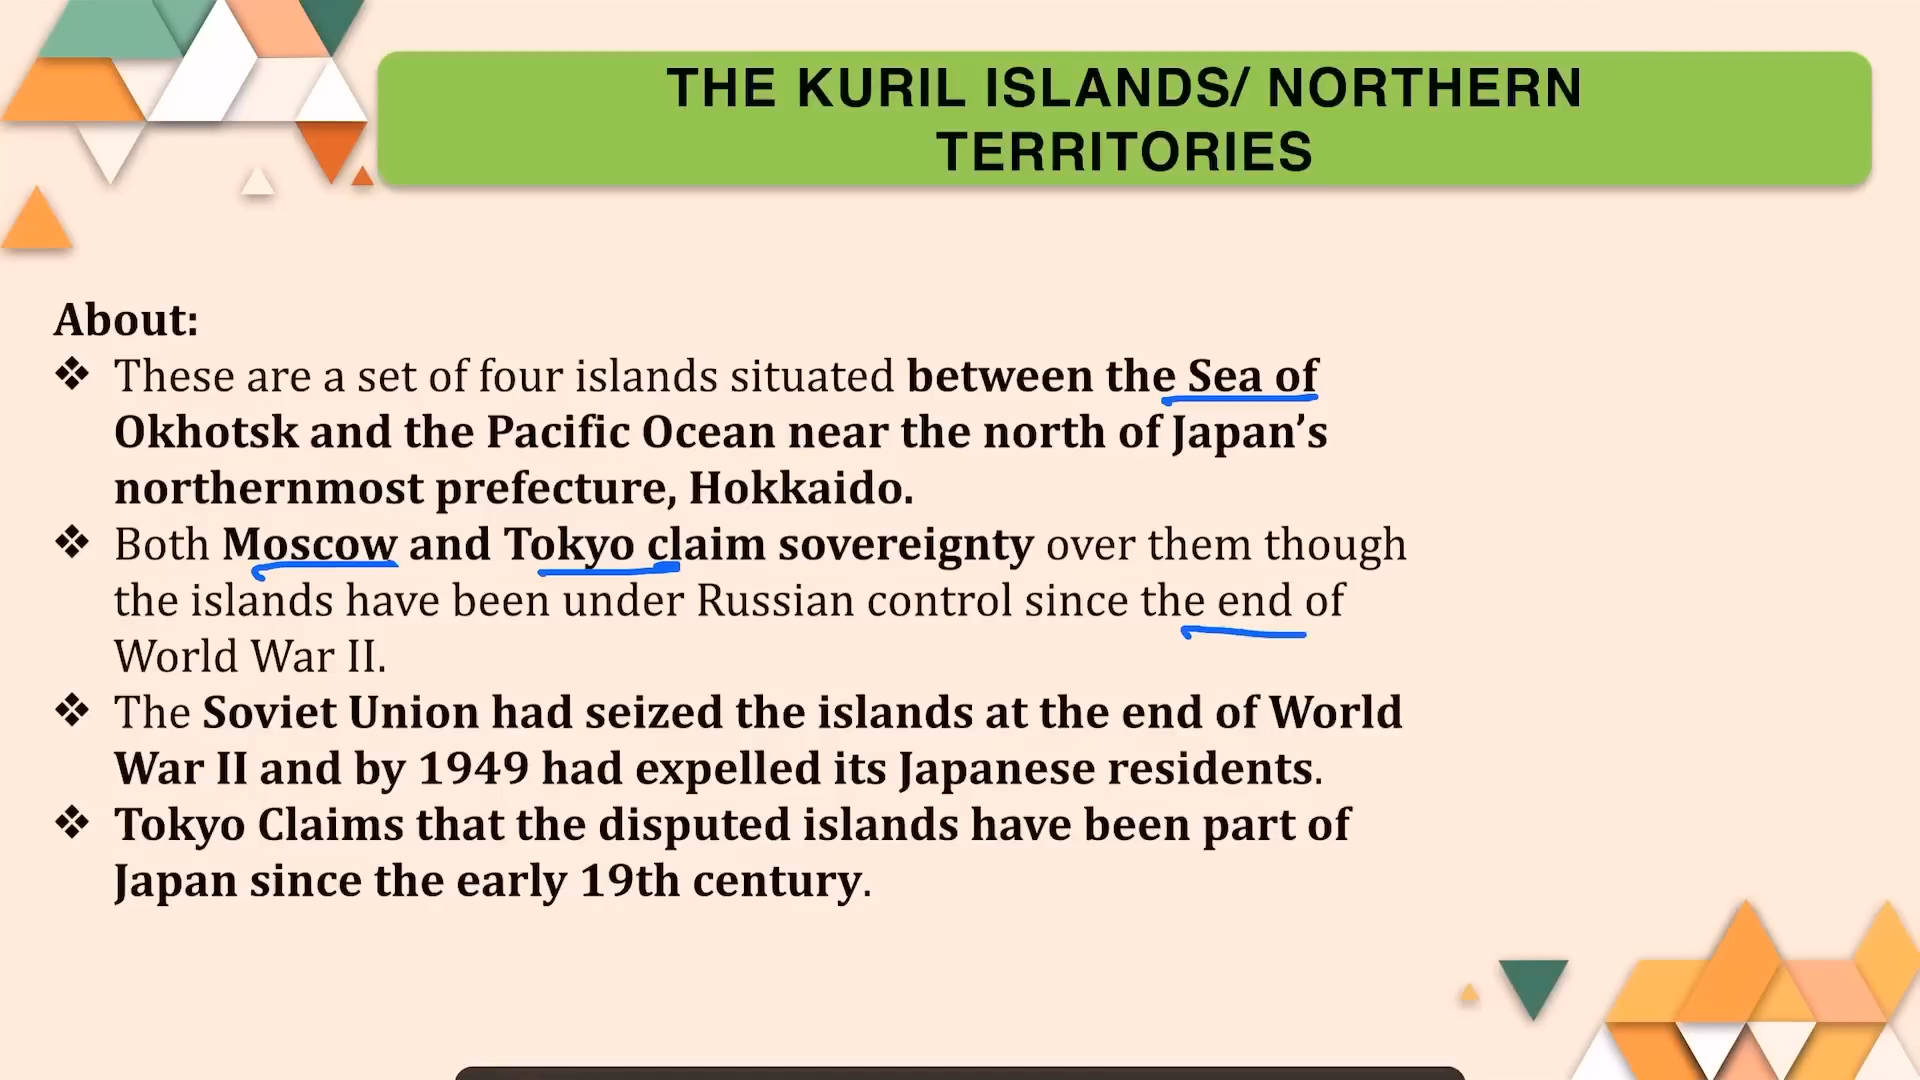 THE KURIL ISLANDS/ NORTHERN
TERRITORIES
About:
❖ These are a set of four islands situated between the Sea of
Okhotsk and the Pacific Ocean near the north of Japan’s
northernmost prefecture, Hokkaido.
❖ Both Moscow and Tokyo claim sovereignty over them though
the islands have been under Russian control since the end of
World War II.
❖ The Soviet Union had seized the islands at the end of World
War II and by 1949 had expelled its Japanese residents.
❖ Tokyo Claims that the disputed islands have been part of
Japan since the early 19th century.